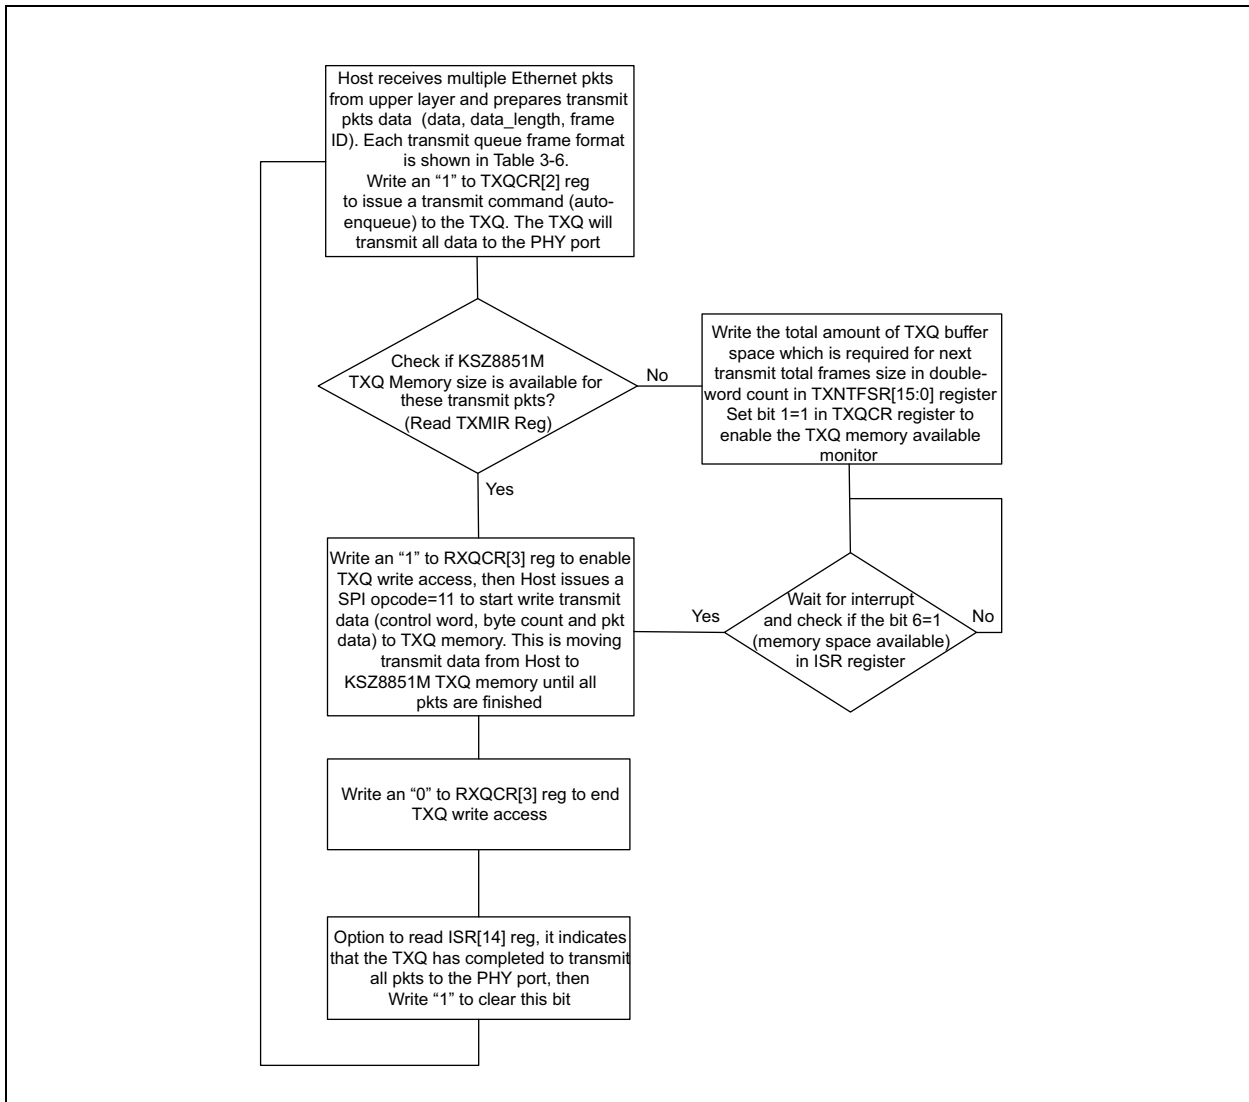 Host receives multiple Ethernet pkts
from upper layer and prepares transmit
pkts data (data, data_length, frame
ID). Each transmit queue frame format
is shown in Table 3-6.
Write an “1” to TXQCR[2] reg
to issue a transmit command (auto-
enqueue) to the TXQ. The TXQ will
transmit all data to the PHY port
Check if KSZ8851M
TXQ Memory size is available for
these transmit pkts?
(Read TXMIR Reg)
No
Write the total amount of TXQ buffer
space which is required for next
transmit total frames size in double-
word count in TXNTFSR[15:0] register
Set bit 1=1 in TXQCR register to
enable the TXQ memory available
monitor
Yes
Write an “1” to RXQCR[3] reg to enable
TXQ write access, then Host issues a
SPI opcode=11 to start write transmit
data (control word, byte count and pkt
data) to TXQ memory. This is moving
transmit data from Host to
KSZ8851M TXQ memory until all
pkts are finished
Yes
Wait for interrupt
and check if the bit 6=1
(memory space available)
in ISR register
No
Write an “0” to RXQCR[3] reg to end
TXQ write access
Option to read ISR[14] reg, it indicates
that the TXQ has completed to transmit
all pkts to the PHY port, then
Write “1” to clear this bit